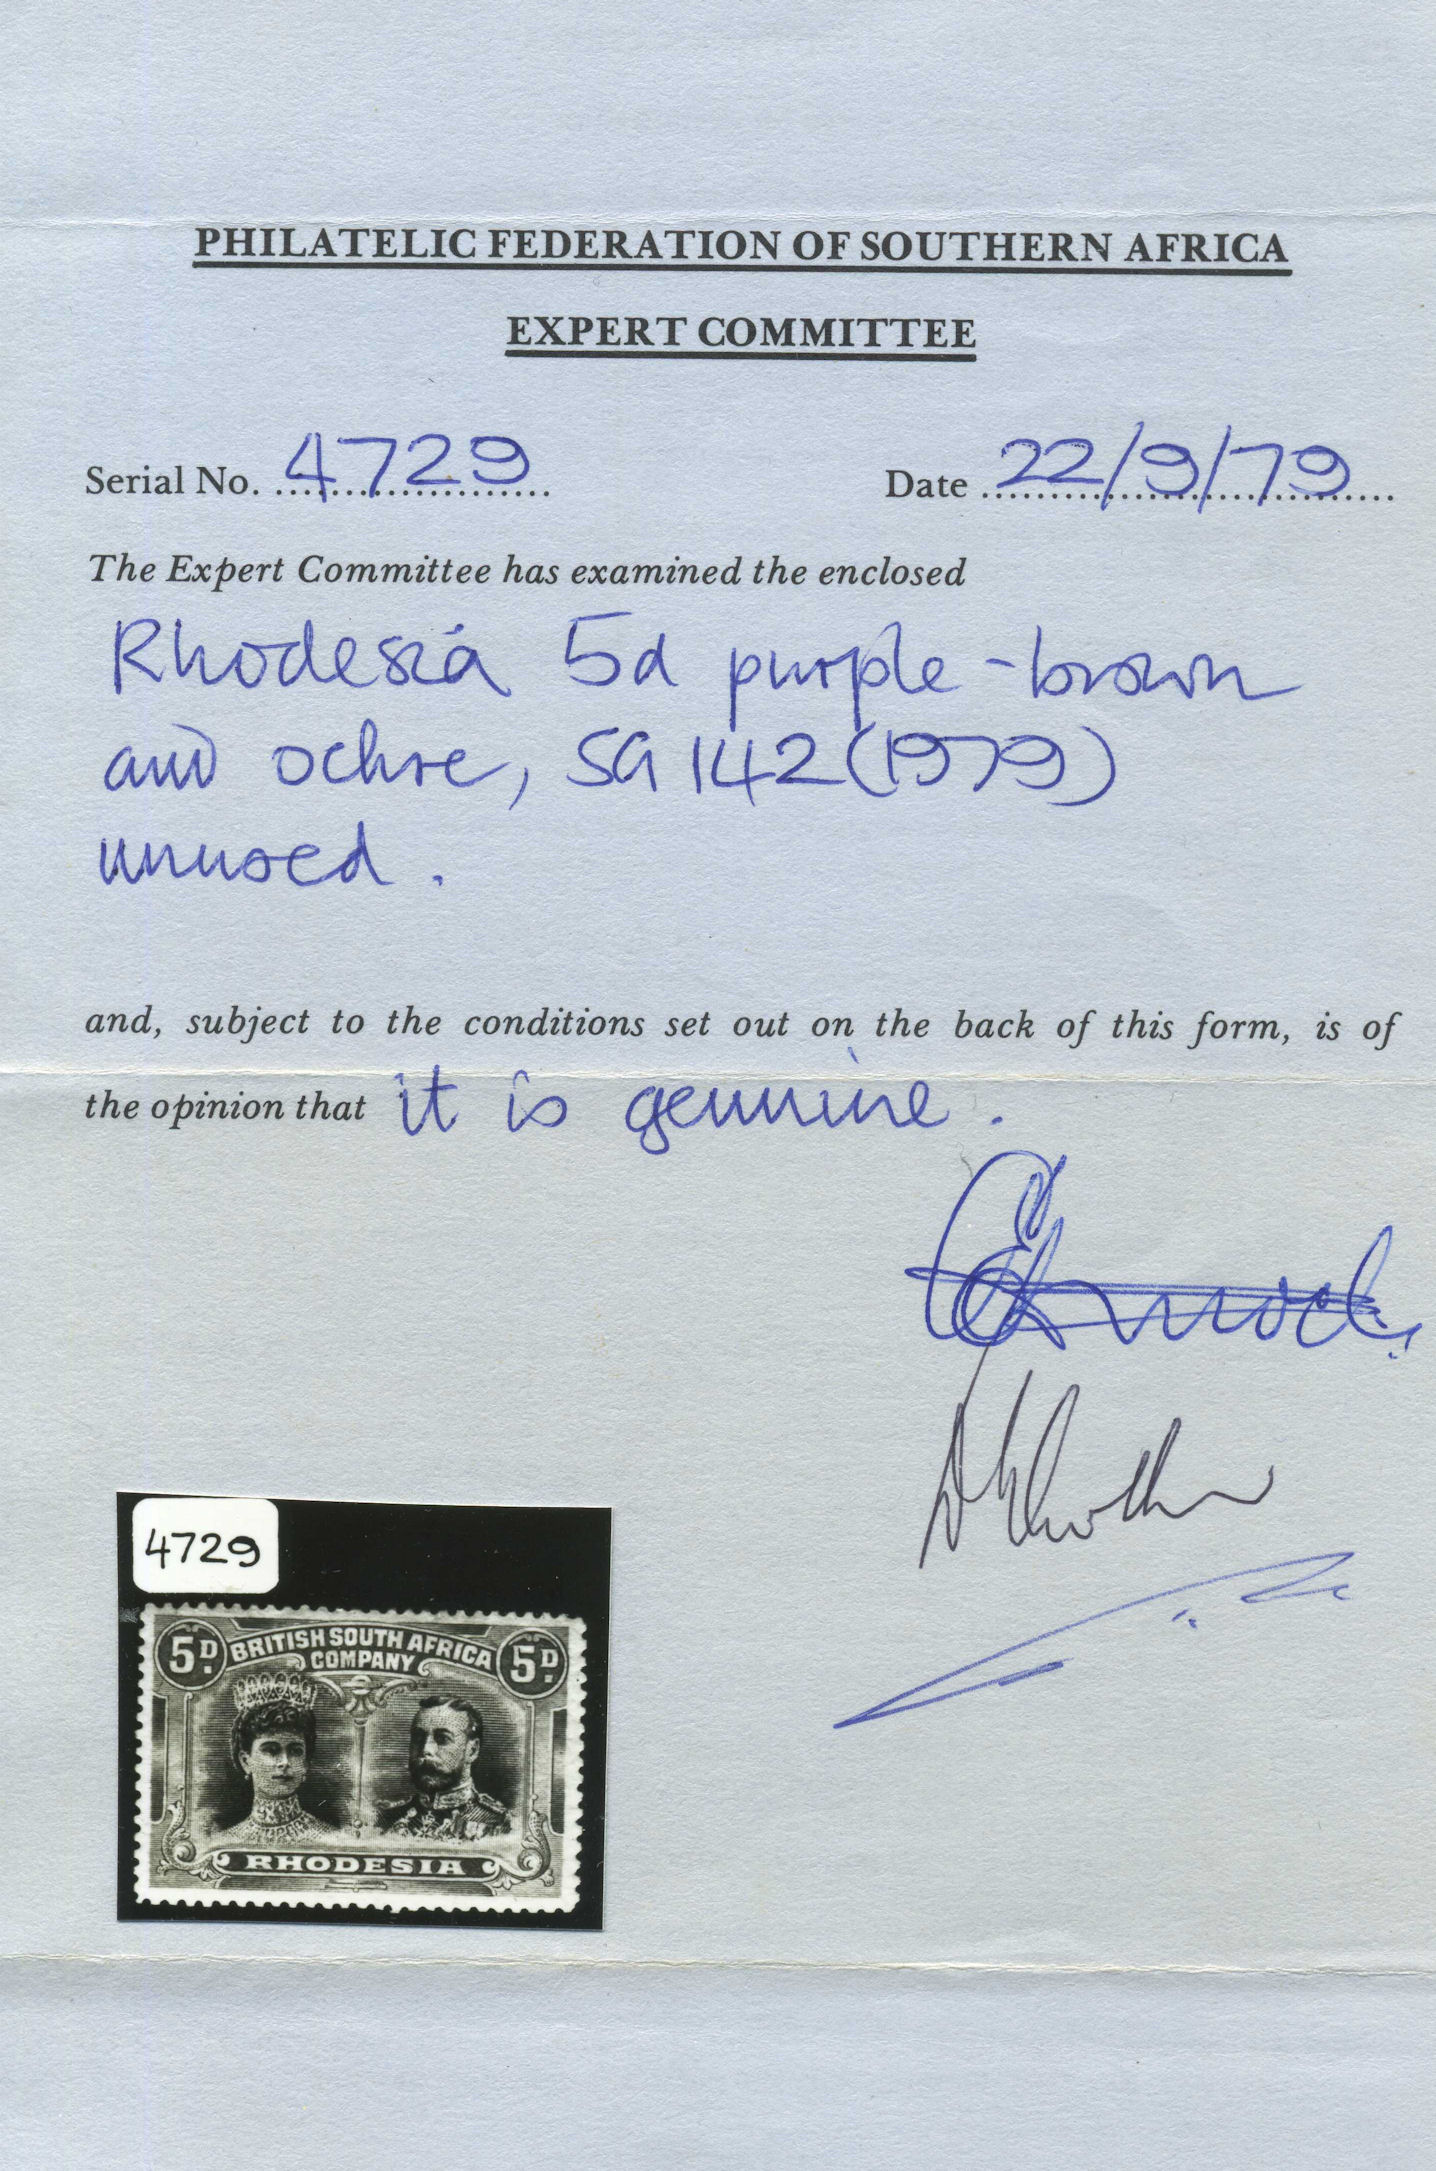 PHILATELIC FEDERATION OF SOUTHERN AFRICA
EXPERT COMMITTEE
Serial No. 4729
Date 22/9/79
The Expert Committee has examined the enclosed
Rhodesia 5d purple-brown
and ochre, SG 142 (1979)
unused.
and, subject to the conditions set out on the back of this form, is of
the opinion that it is genuine.
4729
5D BRITISH SOUTH AFRICA 5D
COMPANY
RHODESIA